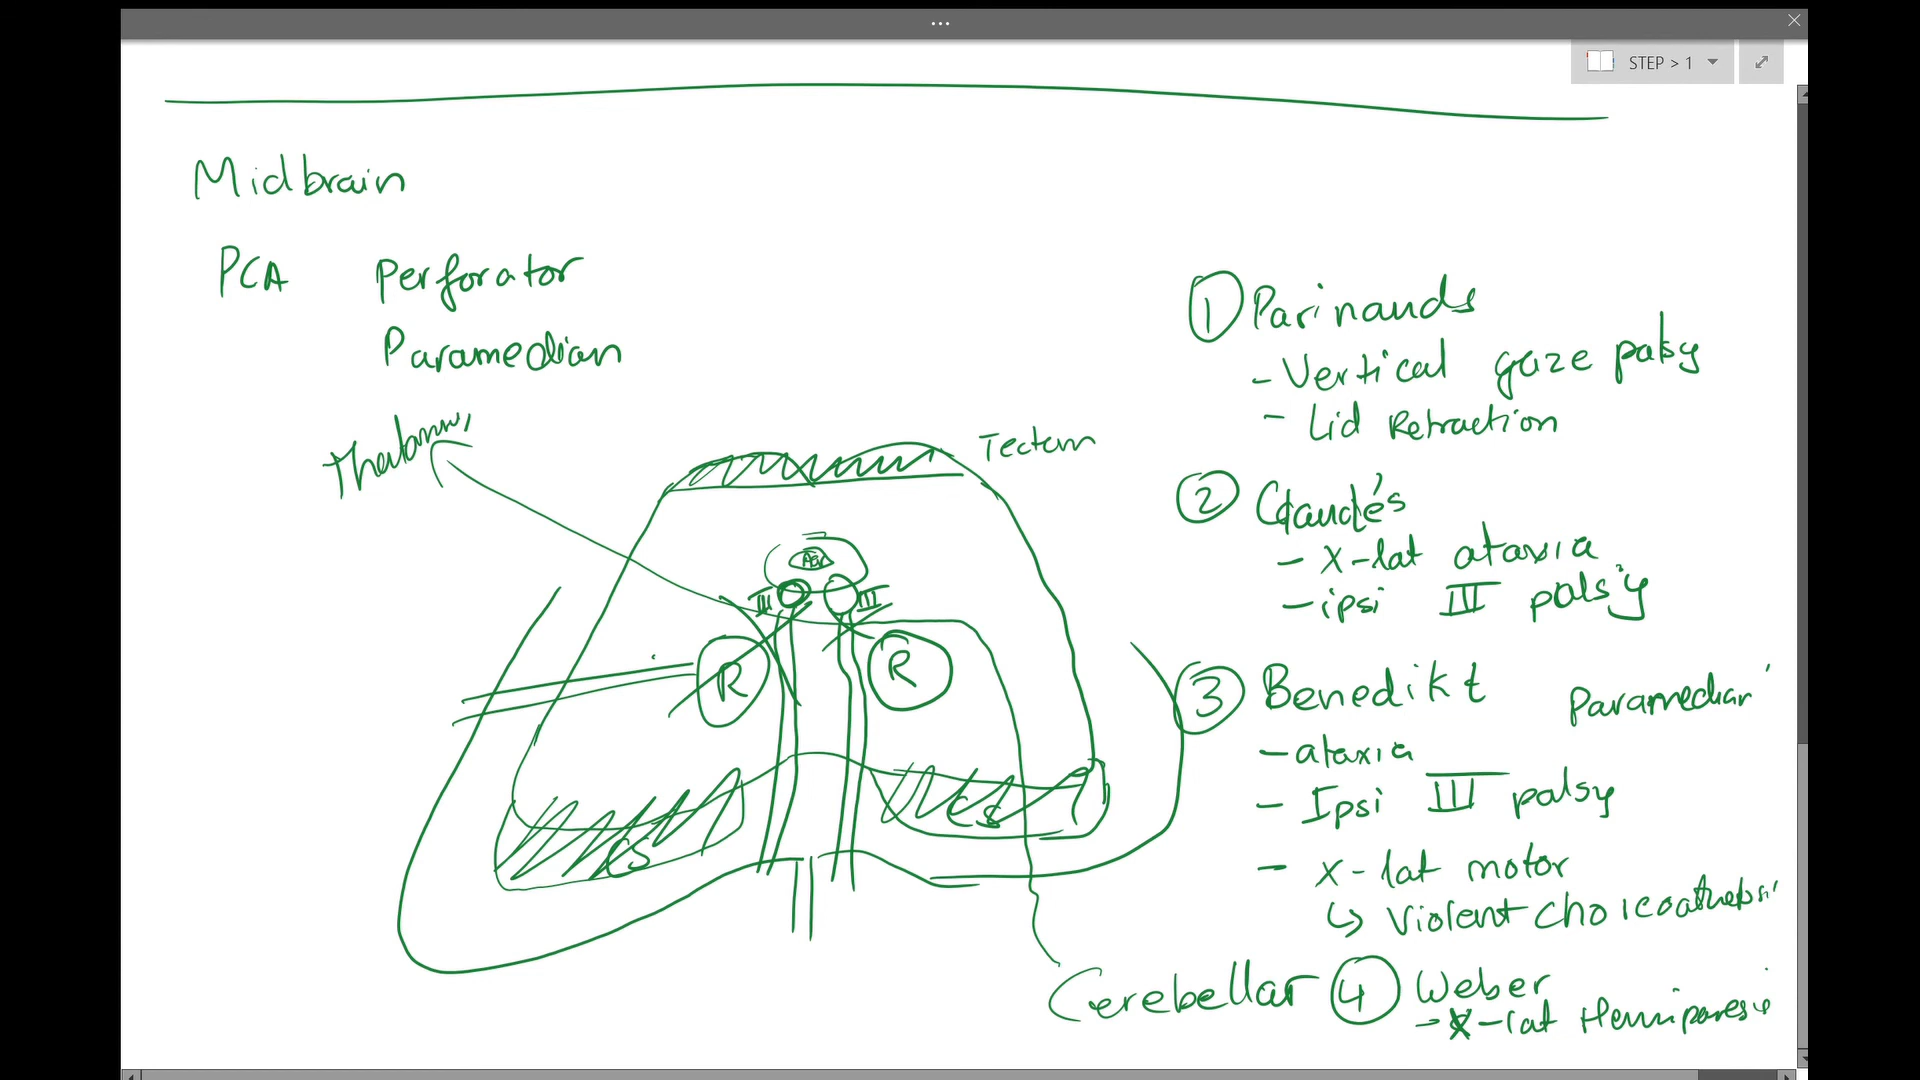 STEP > 1
Midbrain
PCA Perforator
Paramedian
Thalamus
Tectum
III III
R R
CS CS
Cerebellar
① Parinauds
- Vertical gaze palsy
- Lid Retraction
② Claude's
- X-lat ataxia
- ipsi III palsy
③ Benedikt Paramedian
- ataxia
- Ipsi III palsy
- X-lat motor
↳ Violent
④ Weber
- X-lat Hemiparesis